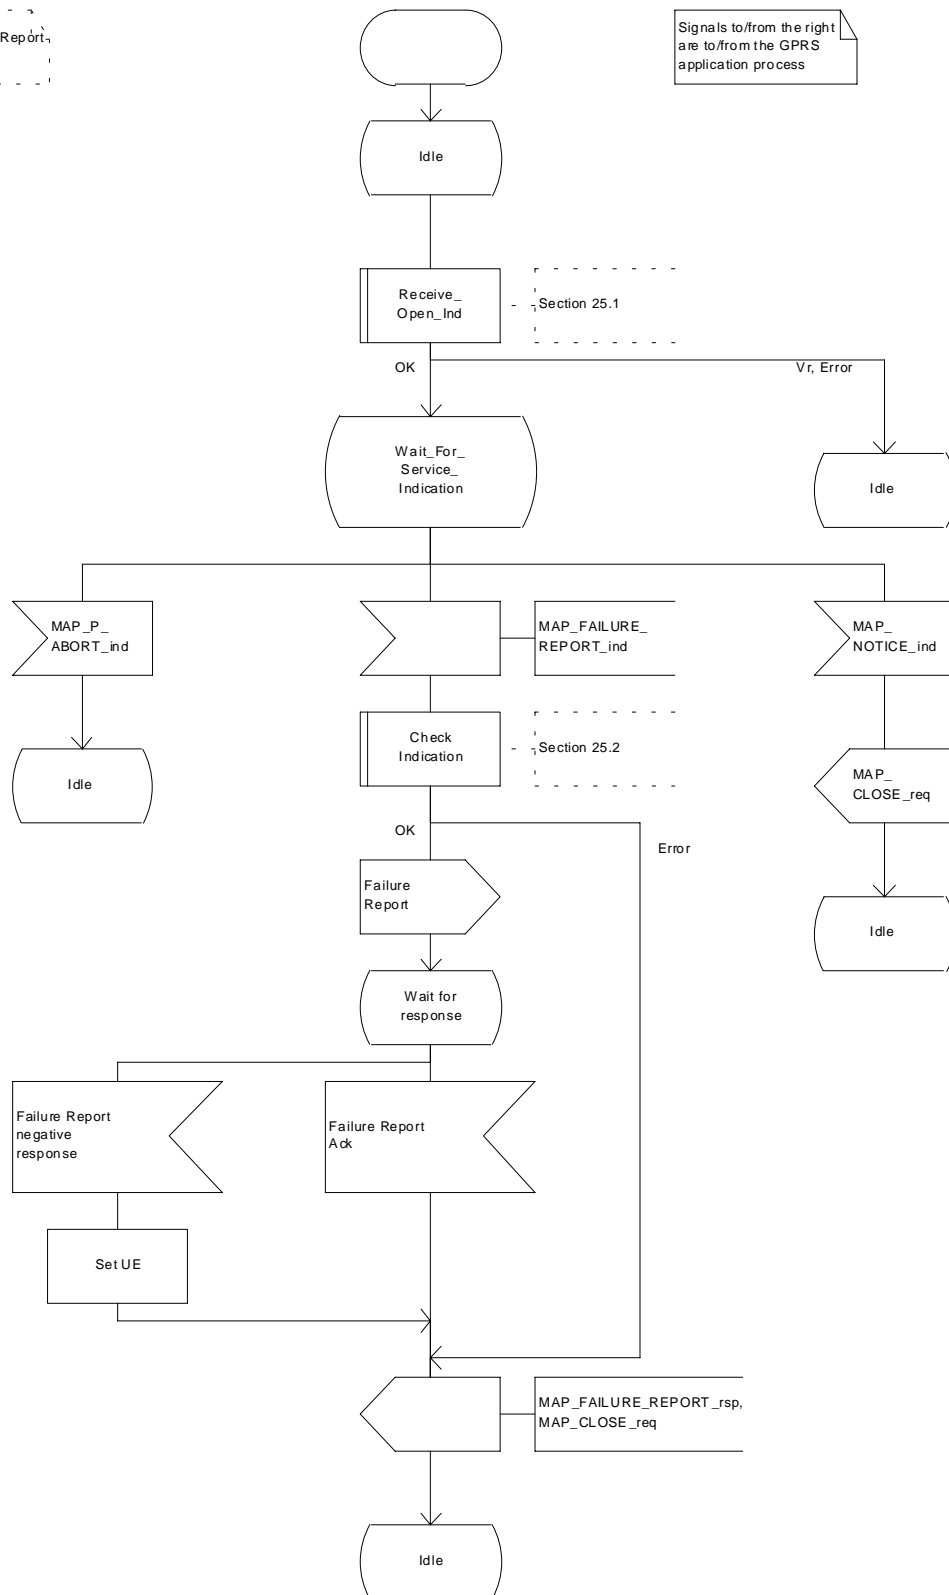 Report
Signals to/from the right
are to/from the GPRS
application process
Idle
Receive_
Open_Ind
Section 25.1
OK
Vr, Error
Wait_For_
Service_
Indication
Idle
MAP_P_
ABORT_ind
MAP_FAILURE_
REPORT_ind
MAP_
NOTICE_ind
Check
Indication
Section 25.2
Idle
MAP_
CLOSE_req
OK
Error
Failure
Report
Idle
Wait for
response
Failure Report
negative
response
Failure Report
Ack
Set UE
MAP_FAILURE_REPORT_rsp,
MAP_CLOSE_req
Idle